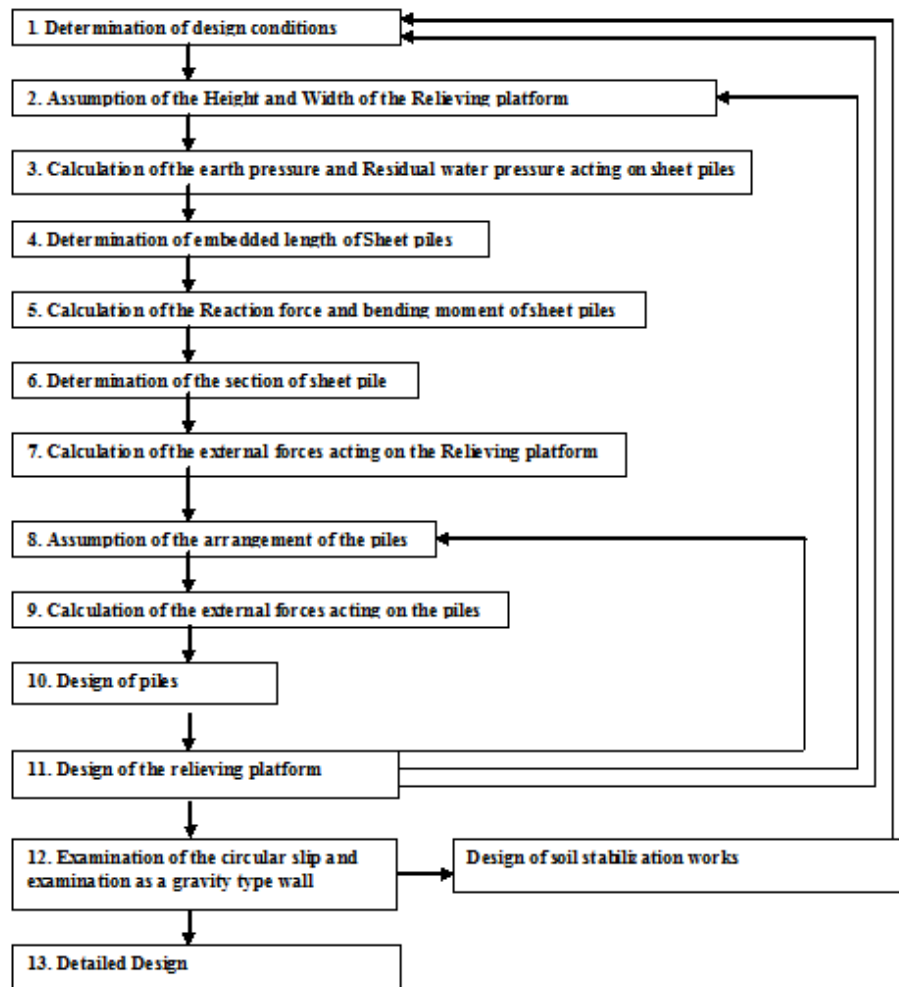 1. Determination of design conditions
2. Assumption of the Height and Width of the Relieving platform
3. Calculation of the earth pressure and Residual water pressure acting on sheet piles
4. Determination of embedded length of Sheet piles
5. Calculation of the Reaction force and bending moment of sheet piles
6. Determination of the section of sheet pile
7. Calculation of the external forces acting on the Relieving platform
8. Assumption of the arrangement of the piles
9. Calculation of the external forces acting on the piles
10. Design of piles
11. Design of the relieving platform
12. Examination of the circular slip and
examination as a gravity type wall
Design of soil stabilization works
13. Detailed Design